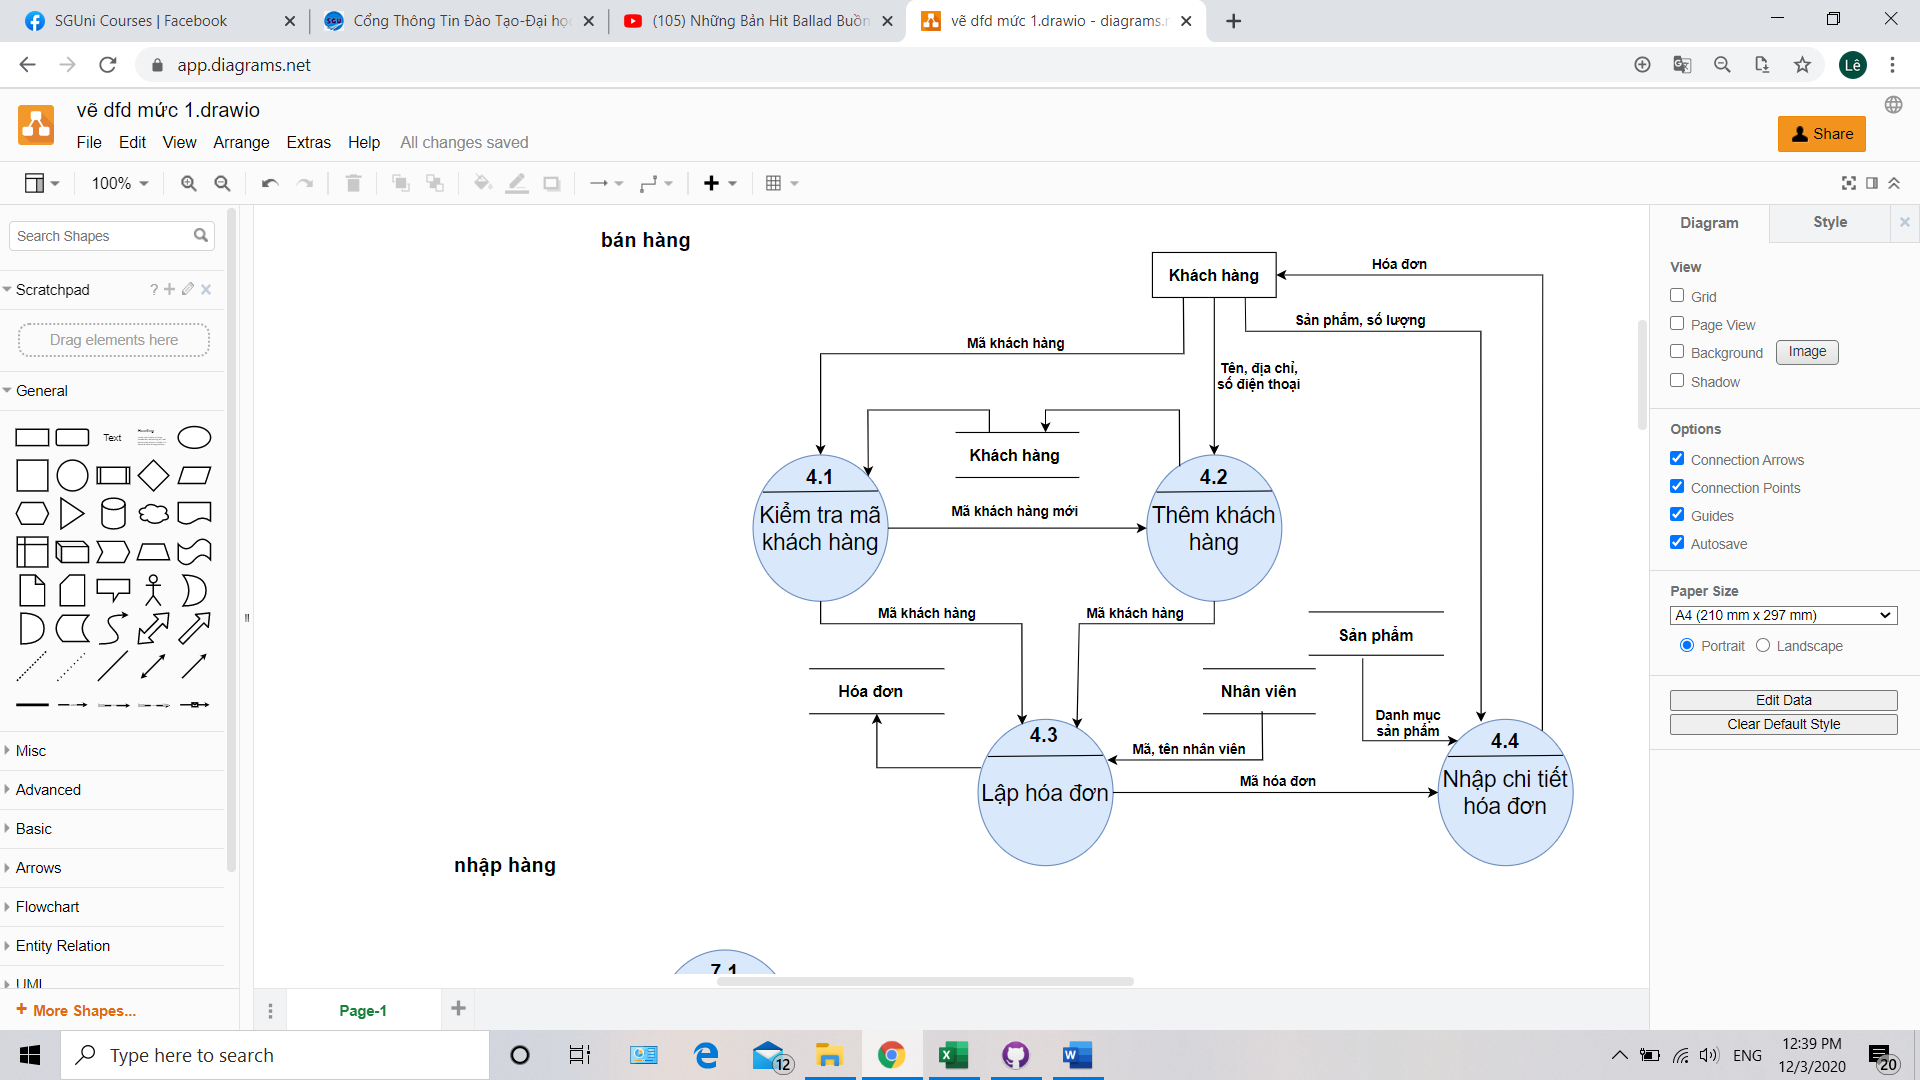 SGUni Courses | Facebook
Cổng Thông Tin Đào Tạo-Đại học
(105) Những Bản Hit Ballad Buồn
vẽ dfd mức 1.drawio - diagrams.n
app.diagrams.net
Lê
vẽ dfd mức 1.drawio
File Edit View Arrange Extras Help All changes saved
Share
100%
Search Shapes
Scratchpad
?
Drag elements here
General
Text
Heading
Misc
Advanced
Basic
Arrows
Flowchart
Entity Relation
UML
+ More Shapes...
bán hàng
Khách hàng
Hóa đơn
Sản phẩm, số lượng
Mã khách hàng
Tên, địa chỉ,
số điện thoại
Khách hàng
4.1
Kiểm tra mã
khách hàng
Mã khách hàng mới
4.2
Thêm khách
hàng
Mã khách hàng
Mã khách hàng
Sản phẩm
Hóa đơn
Nhân viên
Danh mục
sản phẩm
4.3
Lập hóa đơn
Mã, tên nhân viên
Mã hóa đơn
4.4
Nhập chi tiết
hóa đơn
nhập hàng
7.1
Page-1
Diagram
Style
View
Grid
Page View
Background
Image
Shadow
Options
Connection Arrows
Connection Points
Guides
Autosave
Paper Size
A4 (210 mm x 297 mm)
Portrait
Landscape
Edit Data
Clear Default Style
Type here to search
12
ENG
12:39 PM
12/3/2020
20